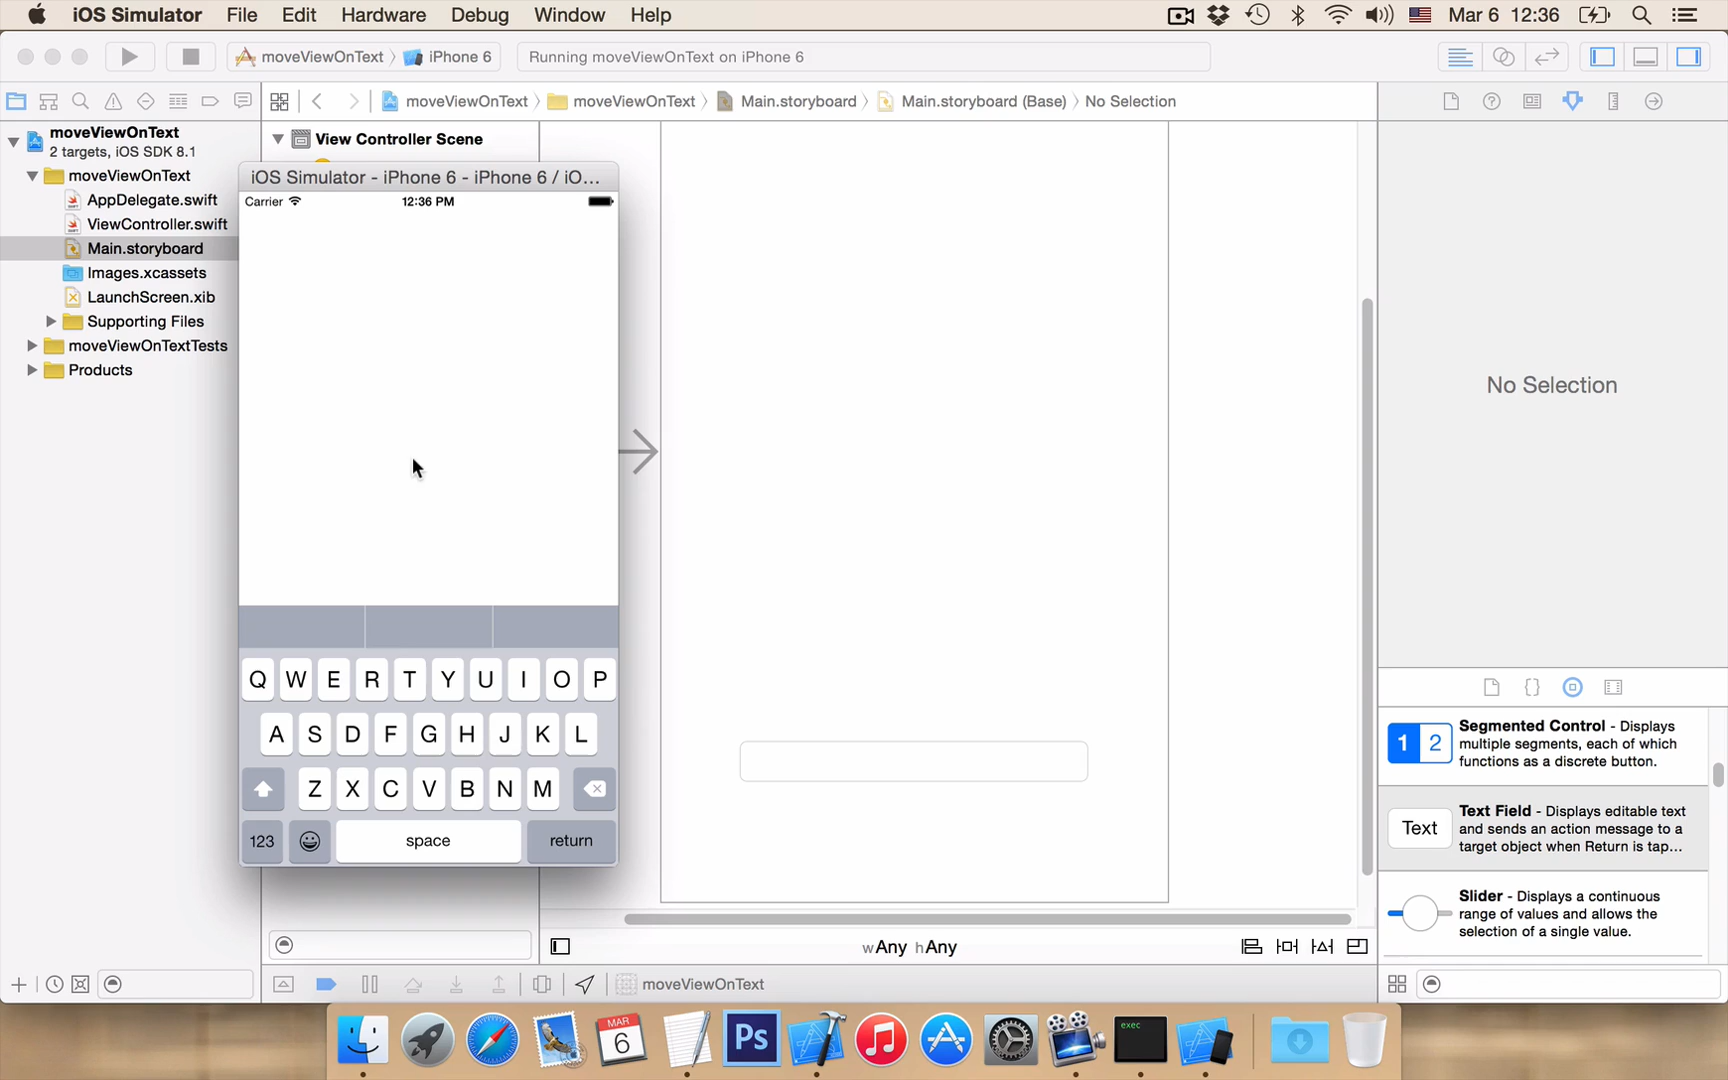 iOS Simulator File Edit Hardware Debug Window Help Mar 6 12:36
moveViewOnText iPhone 6 Running moveViewOnText on iPhone 6
moveViewOnText moveViewOnText Main.storyboard Main.storyboard (Base) No Selection
moveViewOnText
2 targets, iOS SDK 8.1
moveViewOnText
AppDelegate.swift
ViewController.swift
Main.storyboard
Images.xcassets
LaunchScreen.xib
Supporting Files
moveViewOnTextTests
Products
View Controller Scene
iOS Simulator - iPhone 6 - iPhone 6 / iO...
Carrier 12:36 PM
Q W E R T Y U I O P
A S D F G H J K L
Z X C V B N M
123 space return
No Selection
1 2
Segmented Control - Displays
multiple segments, each of which
functions as a discrete button.
Text
Text Field - Displays editable text
and sends an action message to a
target object when Return is tap...
Slider - Displays a continuous
range of values and allows the
selection of a single value.
wAny hAny
moveViewOnText
MAR
6
Ps
exec